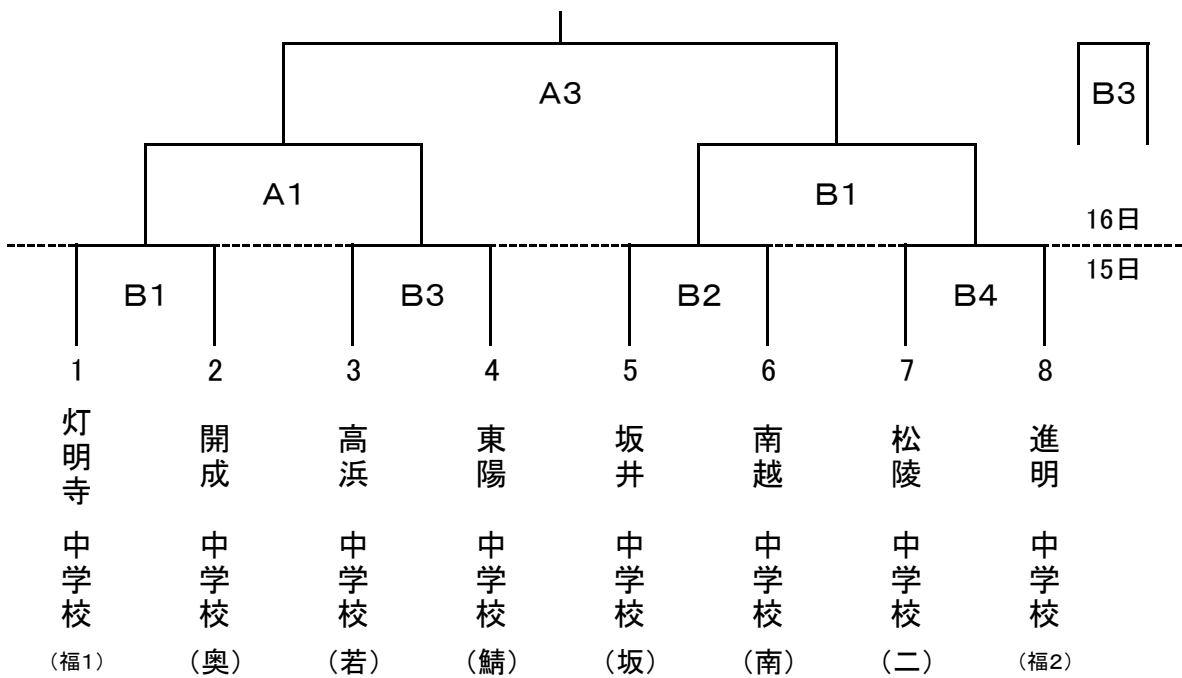 A3
B3
A1
B1
16日
15日
B1
B3
B2
B4
1
2
3
4
5
6
7
8
灯明寺 中学校 (福1)
開成 中学校 (奥)
高浜 中学校 (若)
東陽 中学校 (鯖)
坂井 中学校 (坂)
南越 中学校 (南)
松陵 中学校 (二)
進明 中学校 (福2)